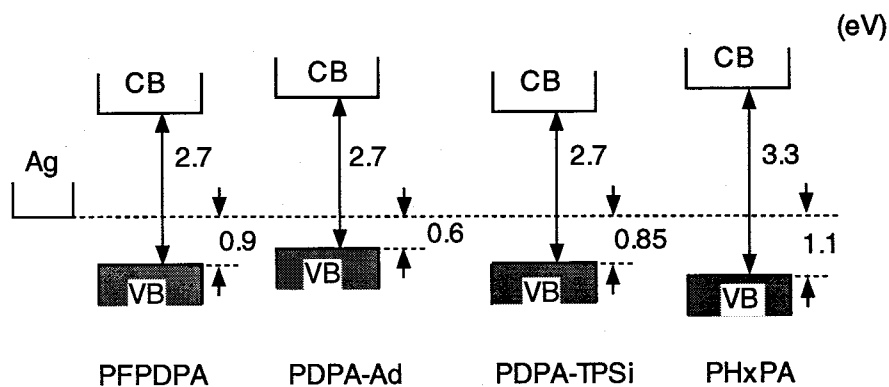 (eV)
CB CB CB CB
2.7 2.7 2.7 3.3
Ag
0.9 0.6 0.85 1.1
VB VB VB VB
PFPDPA PDPA-Ad PDPA-TPSi PHxPA